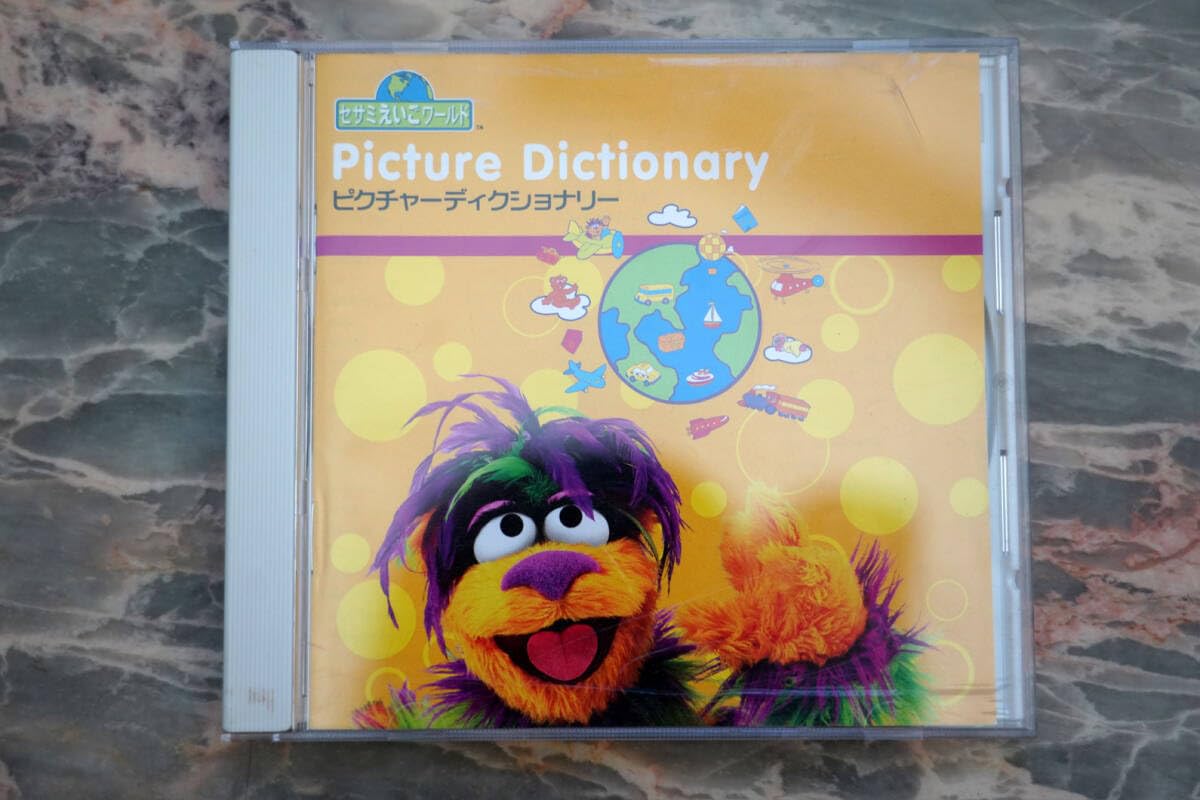 セサミえいごワールド
™
Picture Dictionary
ピクチャーディクショナリー